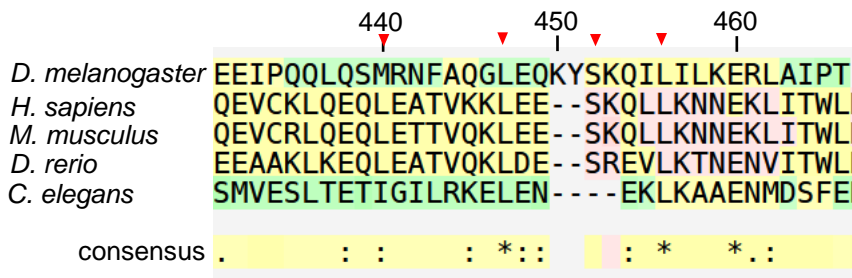 440 450 460
D. melanogaster EEIPQQLQSMRNFAQGLEQKYSKQILILKERLAIPT
H. sapiens QEVCKLQEQLEATVKKLEE--SKQLLKNNEKLITWL
M. musculus QEVCRLQEQLETTVQKLEE--SKQLLKNNEKLITWL
D. rerio EEAAKLKEQLEATVQKLDE--SREVLKTNENVITWL
C. elegans SMVESLTETIGILRKELEN----EKLKAAENMDSFE
consensus . : : : *:: : * *.: